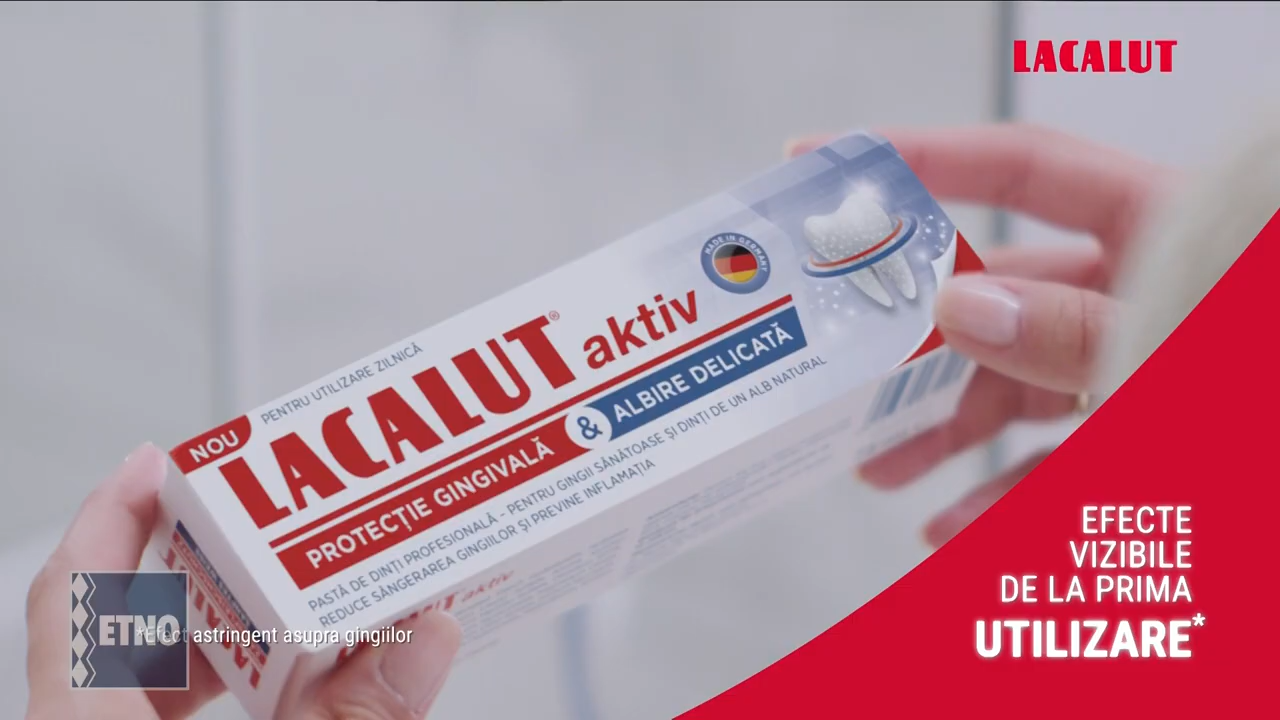 LACALUT
MADE IN GERMANY
PENTRU UTILIZARE ZILNICĂ
NOU
LACALUT® aktiv
PROTECȚIE GINGIVALĂ & ALBIRE DELICATĂ
PASTĂ DE DINȚI PROFESIONALĂ - PENTRU GINGII SĂNĂTOASE ȘI DINȚI DE UN ALB NATURAL
REDUCE SÂNGERAREA GINGIILOR ȘI PREVINE INFLAMAȚIA
EFECTE
VIZIBILE
DE LA PRIMA
UTILIZARE*
ETNO
*Efect astringent asupra gingiilor